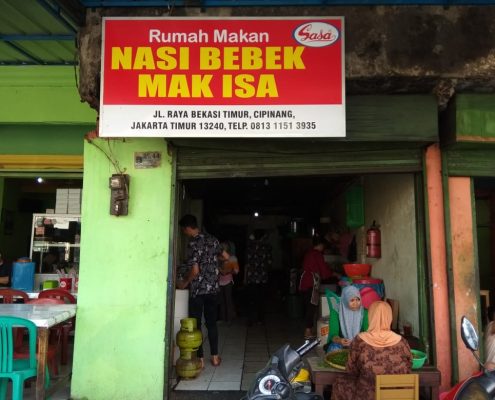 Rumah Makan
Sasa
NASI BEBEK
MAK ISA
JL. RAYA BEKASI TIMUR, CIPINANG,
JAKARTA TIMUR 13240, TELP. 0813 1151 3935